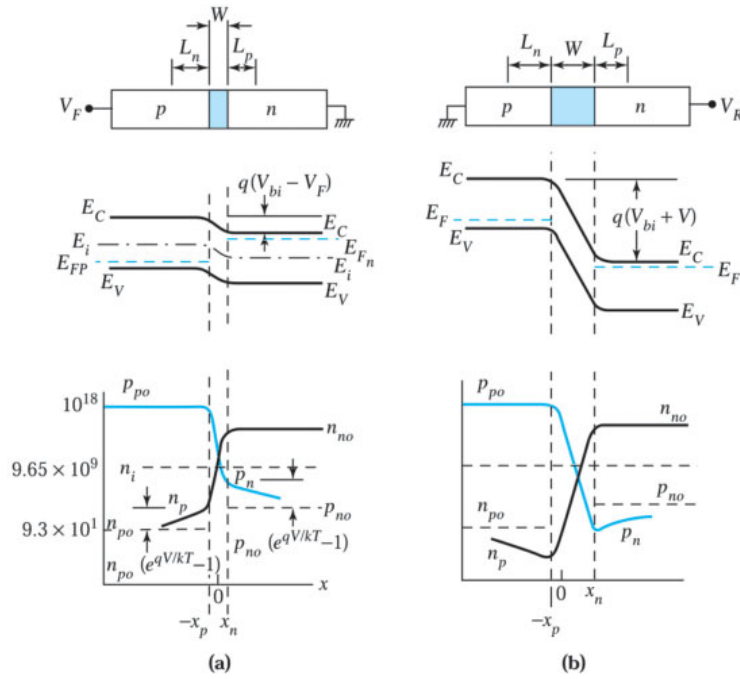 W
L_n L_p
V_F p n
q(V_bi − V_F)
E_C E_C
E_i E_Fn
E_FP E_i
E_V E_V
p_po
10^18
n_no
9.65 × 10^9 n_i p_n
n_p
9.3 × 10^1 n_po p_no
n_po (e^qV/kT−1) p_no (e^qV/kT−1)
0 x
−x_p x_n
(a)
L_n W L_p
p n V_R
E_C
q(V_bi + V)
E_F
E_V E_C
E_F
E_V
p_po
n_no
n_po p_no
n_p p_n
0 x_n
−x_p
(b)